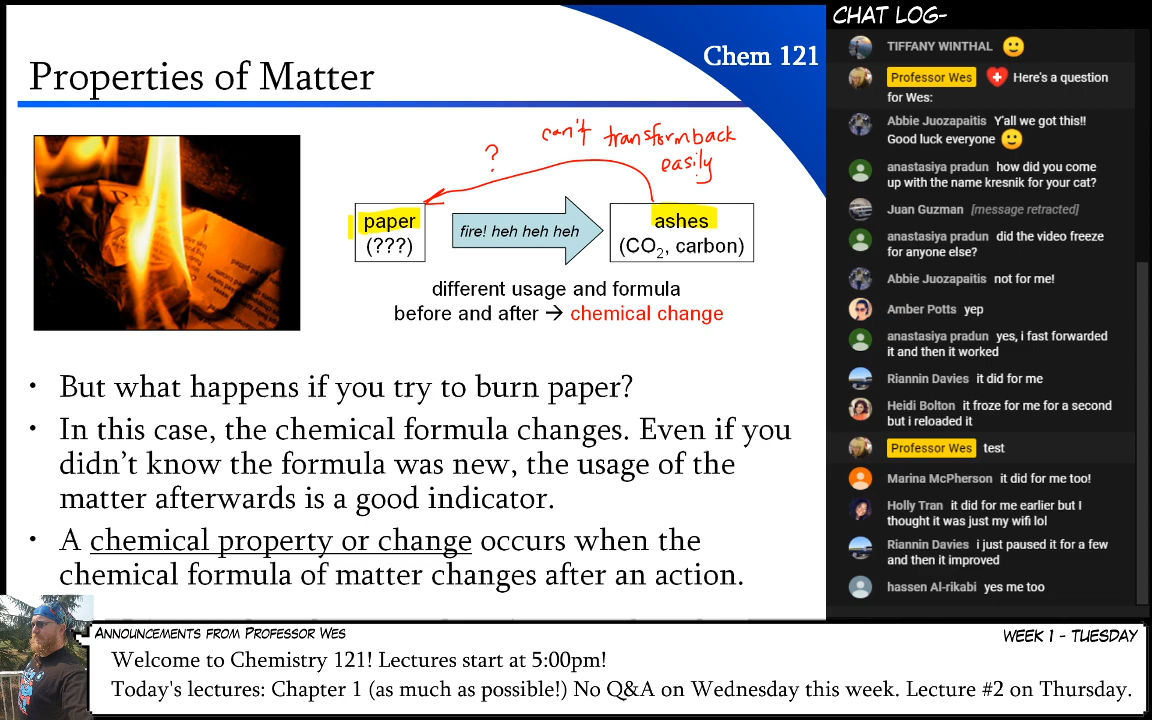 Chem 121
Properties of Matter
can't transform back
easily
?
paper
(???)
fire! heh heh heh
ashes
(CO₂, carbon)
different usage and formula
before and after → chemical change
• But what happens if you try to burn paper?
• In this case, the chemical formula changes. Even if you
didn't know the formula was new, the usage of the
matter afterwards is a good indicator.
• A chemical property or change occurs when the
chemical formula of matter changes after an action.
CHAT LOG-
TIFFANY WINTHAL 🙂
Professor Wes Here's a question
for Wes:
Abbie Juozapaitis Y'all we got this!!
Good luck everyone 🙂
anastasiya pradun how did you come
up with the name kresnik for your cat?
Juan Guzman [message retracted]
anastasiya pradun did the video freeze
for anyone else?
Abbie Juozapaitis not for me!
Amber Potts yep
anastasiya pradun yes, i fast forwarded
it and then it worked
Riannin Davies it did for me
Heidi Bolton it froze for me for a second
but i reloaded it
Professor Wes test
Marina McPherson it did for me too!
Holly Tran it did for me earlier but I
thought it was just my wifi lol
Riannin Davies i just paused it for a few
and then it improved
hassen Al-rikabi yes me too
ANNOUNCEMENTS FROM PROFESSOR WES
WEEK 1 - TUESDAY
Welcome to Chemistry 121! Lectures start at 5:00pm!
Today's lectures: Chapter 1 (as much as possible!) No Q&A on Wednesday this week. Lecture #2 on Thursday.